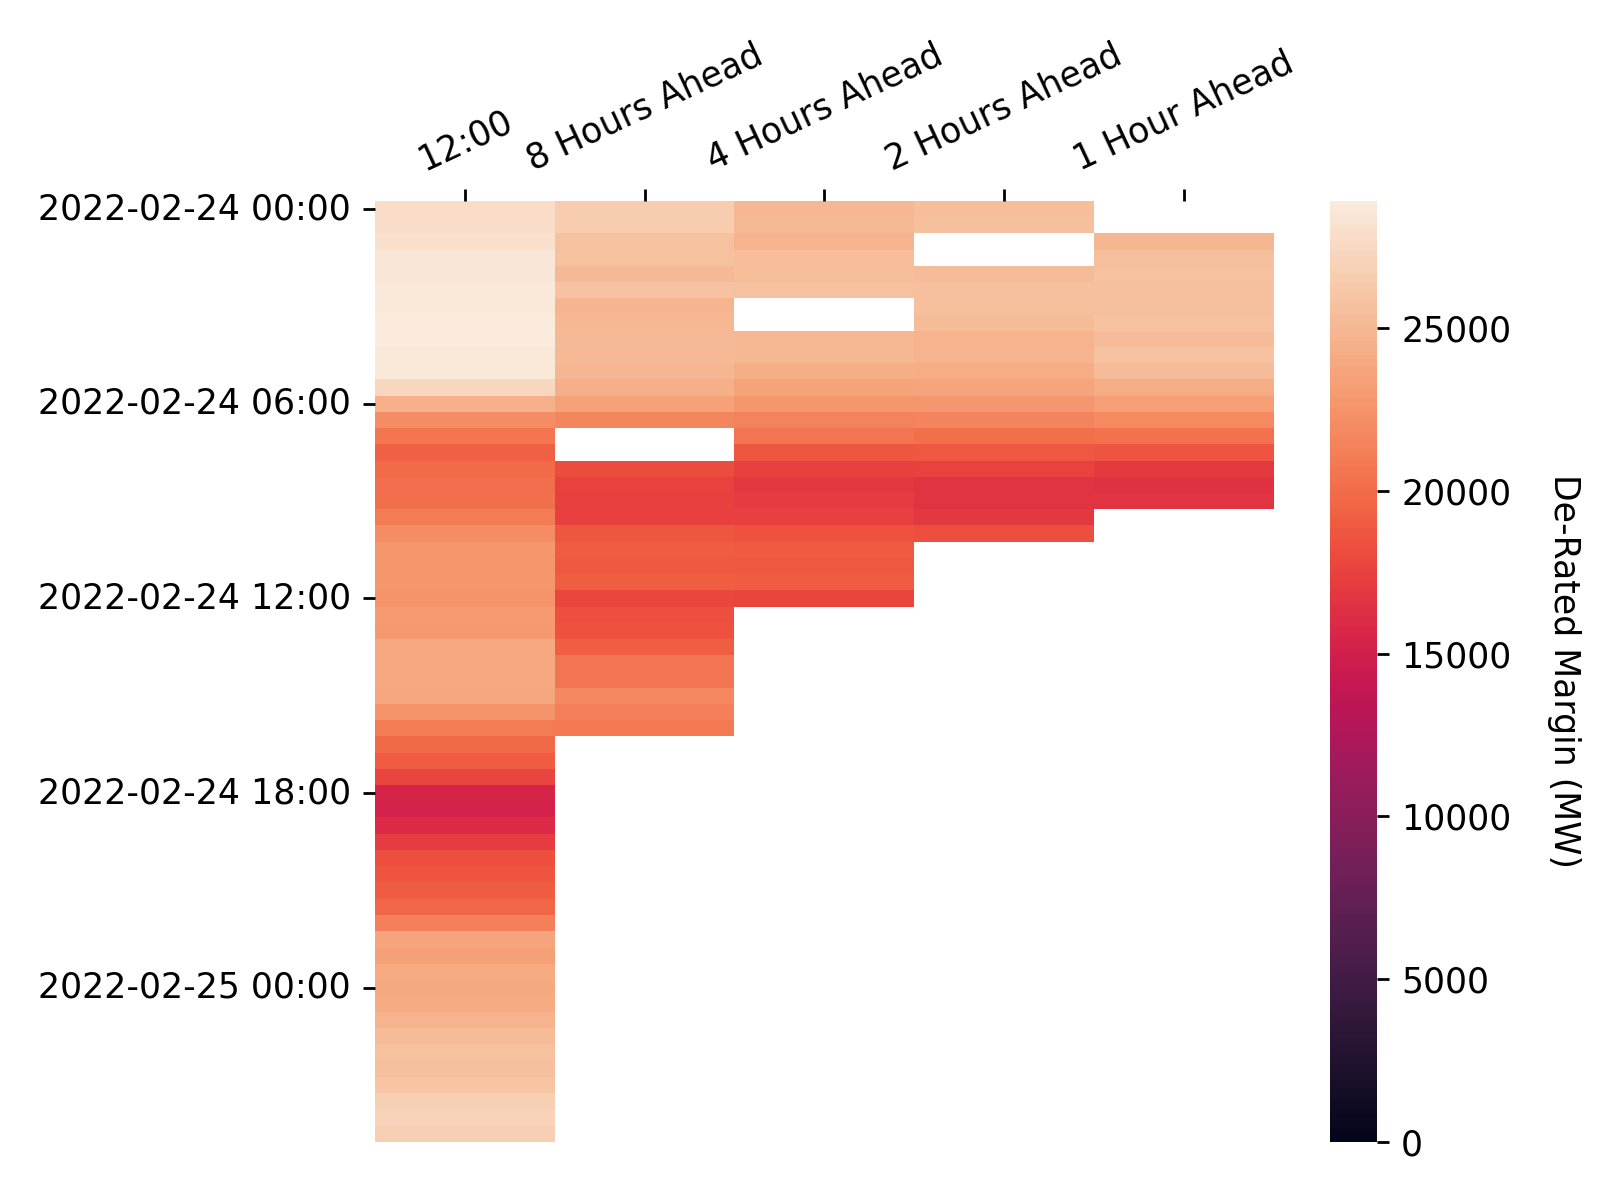 12:00
8 Hours Ahead
4 Hours Ahead
2 Hours Ahead
1 Hour Ahead
2022-02-24 00:00
2022-02-24 06:00
2022-02-24 12:00
2022-02-24 18:00
2022-02-25 00:00
25000
20000
15000
10000
5000
0
De-Rated Margin (MW)